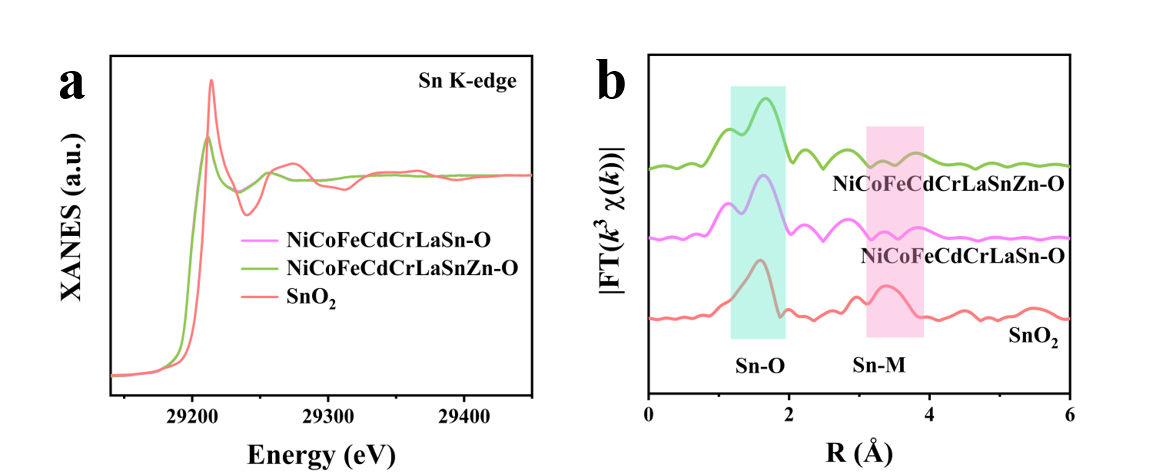 a
Sn K-edge
XANES (a.u.)
NiCoFeCdCrLaSn-O
NiCoFeCdCrLaSnZn-O
SnO₂
29200 29300 29400
Energy (eV)
b
|FT(k³ χ(k))|
NiCoFeCdCrLaSnZn-O
NiCoFeCdCrLaSn-O
SnO₂
Sn-O Sn-M
0 2 4 6
R (Å)